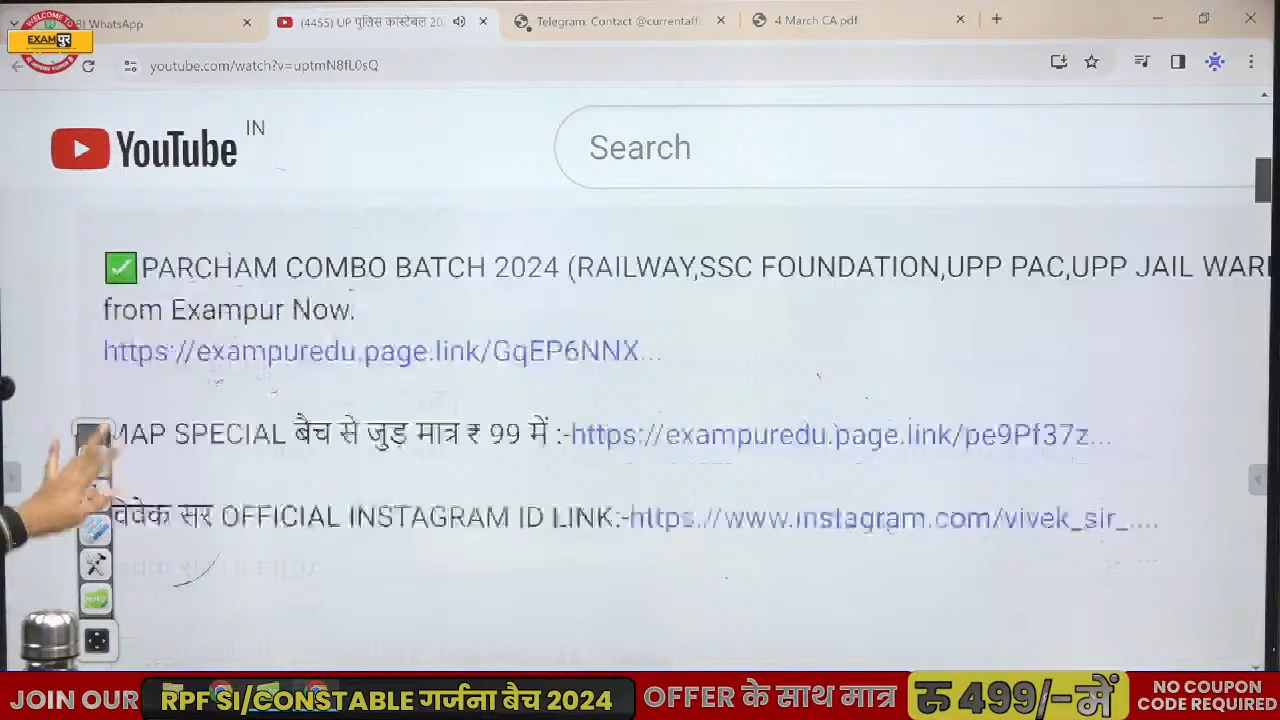 WELCOME TO
EXAMपुर
WhatsApp
(4455) UP पुलिस कांस्टेबल 20
Telegram: Contact @currentaff
4 March CA.pdf
youtube.com/watch?v=uptmN8fL0sQ
YouTube IN
Search
PARCHAM COMBO BATCH 2024 (RAILWAY,SSC FOUNDATION,UPP PAC,UPP JAIL WAR
from Exampur Now.
https://exampuredu.page.link/GqEP6NNX...
MAP SPECIAL बैच से जुड़ मात्र ₹ 99 में :-https://exampuredu.page.link/pe9Pf37z...
विवेक सर OFFICIAL INSTAGRAM ID LINK:-https://www.instagram.com/vivek_sir_....
JOIN OUR RPF SI/CONSTABLE गर्जना बैच 2024 OFFER के साथ मात्र रु 499/-में NO COUPON
CODE REQUIRED